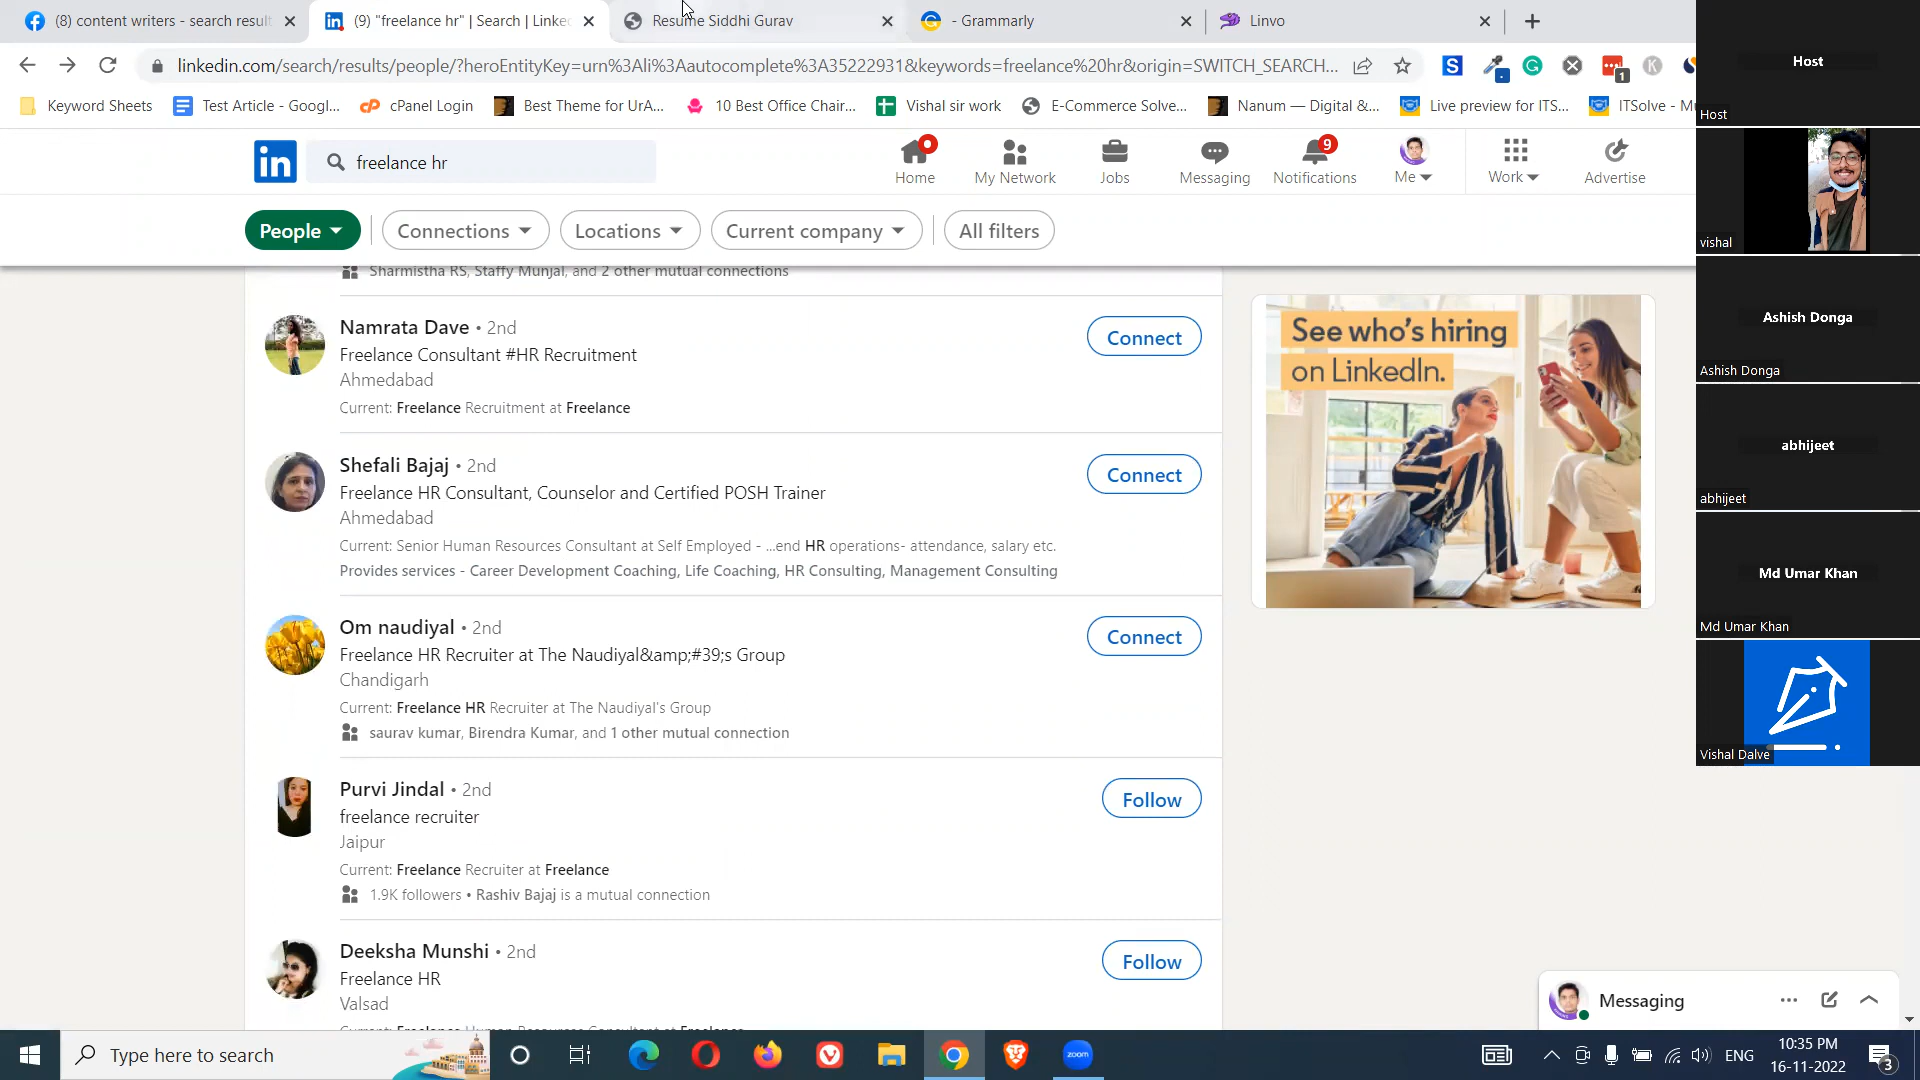 (8) content writers - search result
(9) "freelance hr" | Search | Linke
Resume Siddhi Gurav
- Grammarly
Linvo
linkedin.com/search/results/people/?heroEntityKey=urn%3Ali%3Aautocomplete%3A35222931&keywords=freelance%20hr&origin=SWITCH_SEARCH...
S
K
1
Keyword Sheets
Test Article - Googl...
cPanel Login
Best Theme for UrA...
10 Best Office Chair...
Vishal sir work
E-Commerce Solve...
Nanum — Digital &...
Live preview for ITS...
ITSolve - M
in
freelance hr
9
Home
My Network
Jobs
Messaging
Notifications
Me
Work
Advertise
People
Connections
Locations
Current company
All filters
Sharmistha RS, Staffy Munjal, and 2 other mutual connections
Namrata Dave • 2nd
Freelance Consultant #HR Recruitment
Ahmedabad
Current: Freelance Recruitment at Freelance
Connect
Shefali Bajaj • 2nd
Freelance HR Consultant, Counselor and Certified POSH Trainer
Ahmedabad
Current: Senior Human Resources Consultant at Self Employed - ...end HR operations- attendance, salary etc.
Provides services - Career Development Coaching, Life Coaching, HR Consulting, Management Consulting
Connect
Om naudiyal • 2nd
Freelance HR Recruiter at The Naudiyal&amp;#39;s Group
Chandigarh
Current: Freelance HR Recruiter at The Naudiyal's Group
saurav kumar, Birendra Kumar, and 1 other mutual connection
Connect
Purvi Jindal • 2nd
freelance recruiter
Jaipur
Current: Freelance Recruiter at Freelance
1.9K followers • Rashiv Bajaj is a mutual connection
Follow
Deeksha Munshi • 2nd
Freelance HR
Valsad
Current: Freelance Human Resources Consultant at Freelance
Follow
See who's hiring
on LinkedIn.
Messaging
Host
Host
vishal
Ashish Donga
Ashish Donga
abhijeet
abhijeet
Md Umar Khan
Md Umar Khan
Vishal Dalve
Type here to search
zoom
ENG
10:35 PM
16-11-2022
3